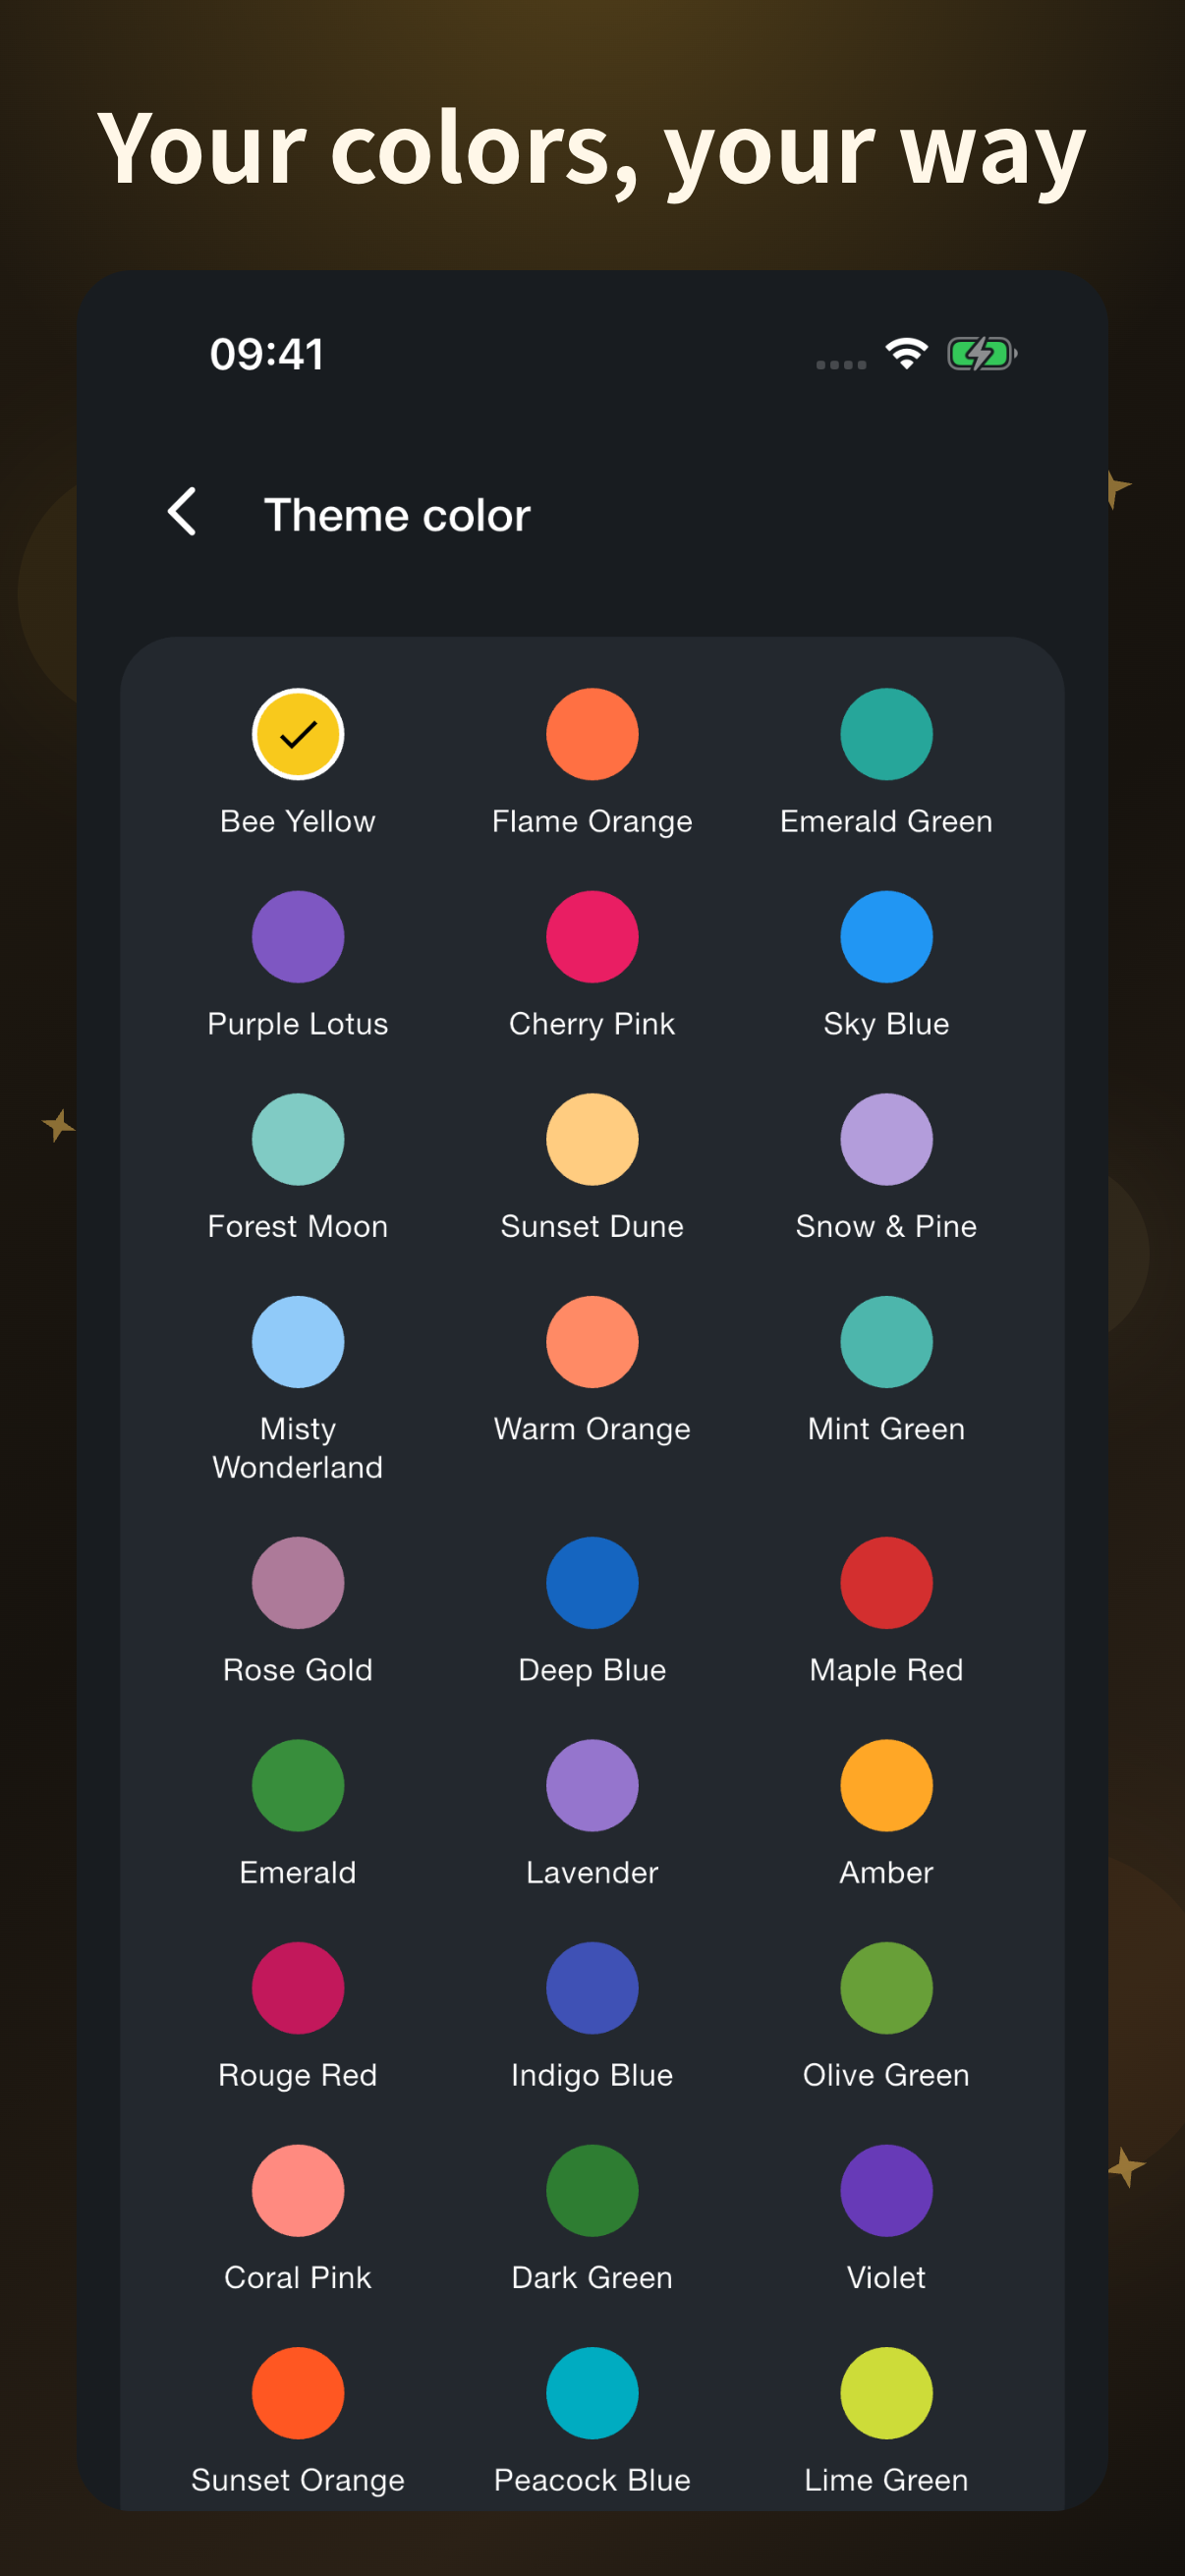 Your colors, your way
09:41
Theme color
Bee Yellow
Flame Orange
Emerald Green
Purple Lotus
Cherry Pink
Sky Blue
Forest Moon
Sunset Dune
Snow & Pine
Misty
Wonderland
Warm Orange
Mint Green
Rose Gold
Deep Blue
Maple Red
Emerald
Lavender
Amber
Rouge Red
Indigo Blue
Olive Green
Coral Pink
Dark Green
Violet
Sunset Orange
Peacock Blue
Lime Green